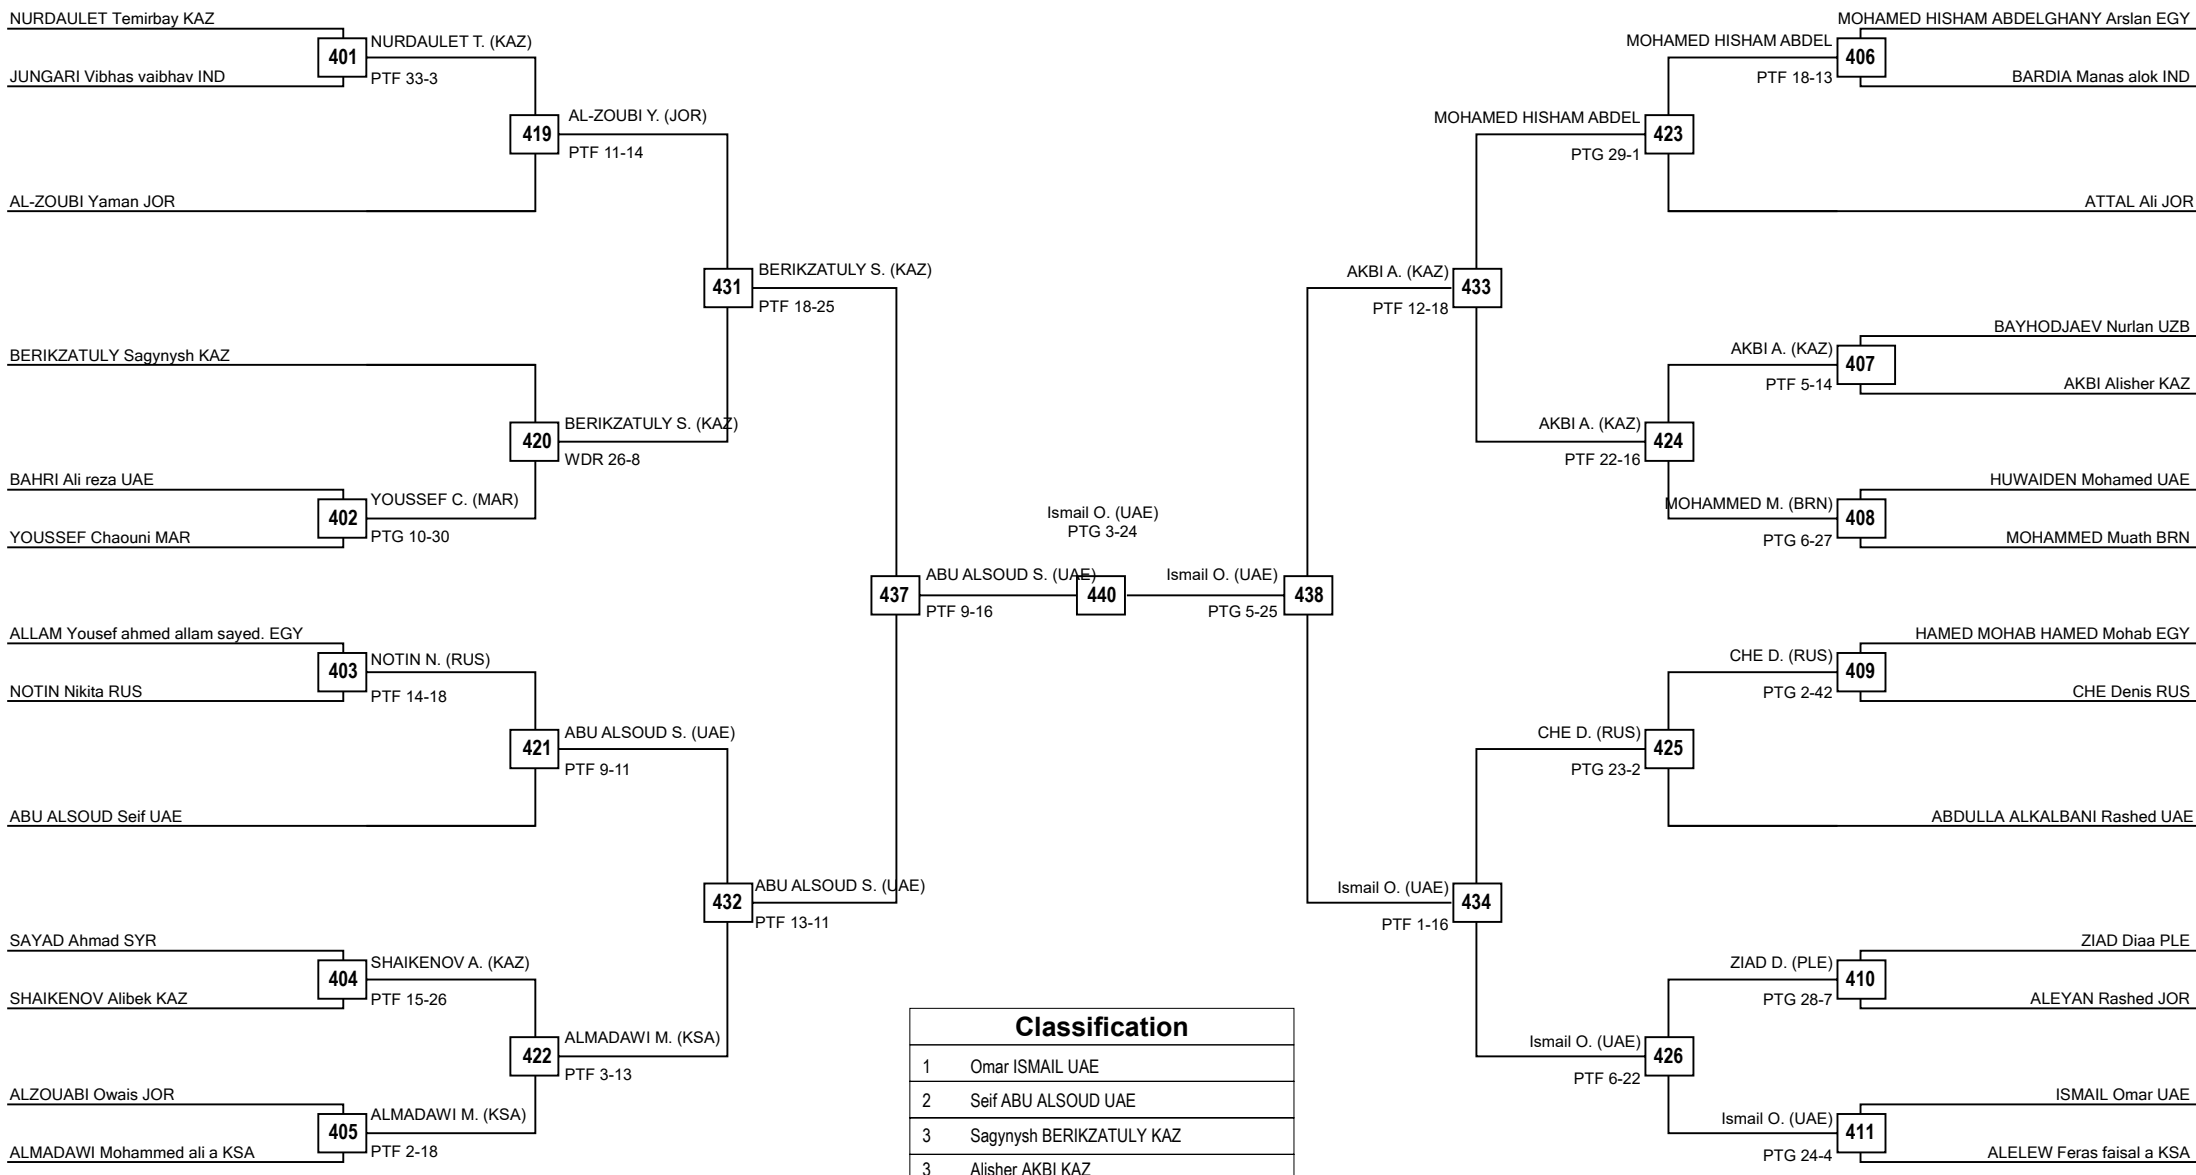 NURDAULET Temirbay KAZ
401
NURDAULET T. (KAZ)
JUNGARI Vibhas vaibhav IND
PTF 33-3
419
AL-ZOUBI Y. (JOR)
PTF 11-14
AL-ZOUBI Yaman JOR
431
BERIKZATULY S. (KAZ)
PTF 18-25
BERIKZATULY Sagynysh KAZ
420
BERIKZATULY S. (KAZ)
WDR 26-8
BAHRI Ali reza UAE
402
YOUSSEF C. (MAR)
YOUSSEF Chaouni MAR
PTG 10-30
437
ABU ALSOUD S. (UAE)
PTF 9-16
ALLAM Yousef ahmed allam sayed. EGY
403
NOTIN N. (RUS)
NOTIN Nikita RUS
PTF 14-18
421
ABU ALSOUD S. (UAE)
PTF 9-11
ABU ALSOUD Seif UAE
432
ABU ALSOUD S. (UAE)
PTF 13-11
SAYAD Ahmad SYR
404
SHAIKENOV A. (KAZ)
SHAIKENOV Alibek KAZ
PTF 15-26
422
ALMADAWI M. (KSA)
PTF 3-13
ALZOUABI Owais JOR
405
ALMADAWI M. (KSA)
ALMADAWI Mohammed ali a KSA
PTF 2-18
Ismail O. (UAE)
PTG 3-24
440
MOHAMED HISHAM ABDELGHANY Arslan EGY
MOHAMED HISHAM ABDEL
406
PTF 18-13
BARDIA Manas alok IND
MOHAMED HISHAM ABDEL
423
PTG 29-1
ATTAL Ali JOR
AKBI A. (KAZ)
433
PTF 12-18
BAYHODJAEV Nurlan UZB
AKBI A. (KAZ)
407
PTF 5-14
AKBI Alisher KAZ
AKBI A. (KAZ)
424
PTF 22-16
HUWAIDEN Mohamed UAE
MOHAMMED M. (BRN)
408
PTG 6-27
MOHAMMED Muath BRN
Ismail O. (UAE)
438
PTG 5-25
HAMED MOHAB HAMED Mohab EGY
CHE D. (RUS)
409
PTG 2-42
CHE Denis RUS
CHE D. (RUS)
425
PTG 23-2
ABDULLA ALKALBANI Rashed UAE
Ismail O. (UAE)
434
PTF 1-16
ZIAD Diaa PLE
ZIAD D. (PLE)
410
PTG 28-7
ALEYAN Rashed JOR
Ismail O. (UAE)
426
PTF 6-22
ISMAIL Omar UAE
Ismail O. (UAE)
411
PTG 24-4
ALELEW Feras faisal a KSA
Classification
1 Omar ISMAIL UAE
2 Seif ABU ALSOUD UAE
3 Sagynysh BERIKZATULY KAZ
3 Alisher AKBI KAZ